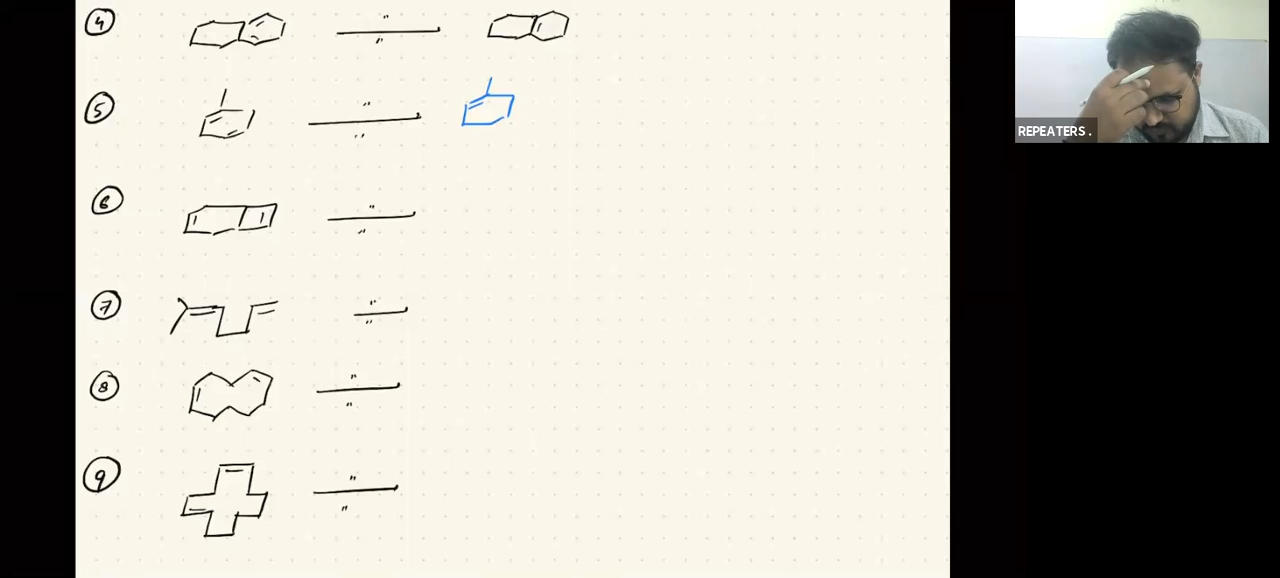 ④ " "
⑤ " "
REPEATERS.
⑥ " "
⑦ " "
⑧ " "
⑨ " "